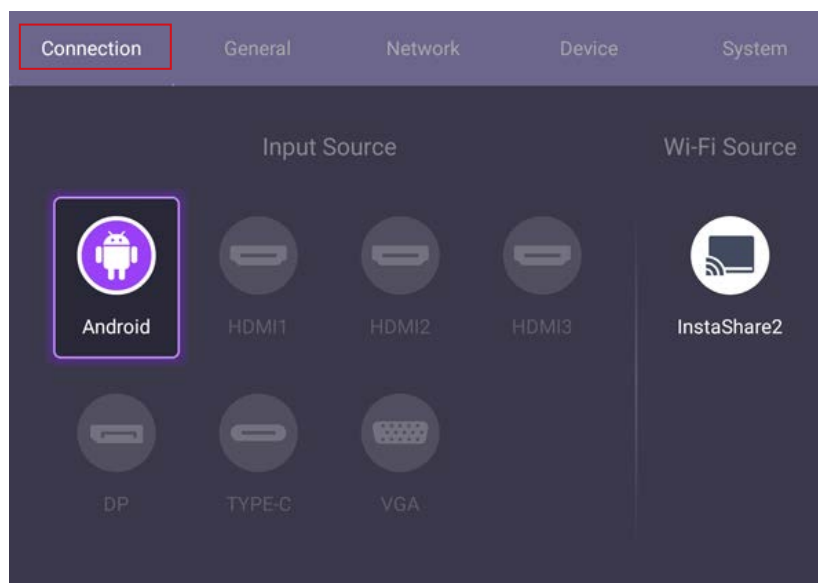 Connection General Network Device System
Input Source Wi-Fi Source
Android HDMI1 HDMI2 HDMI3 InstaShare2
DP TYPE-C VGA